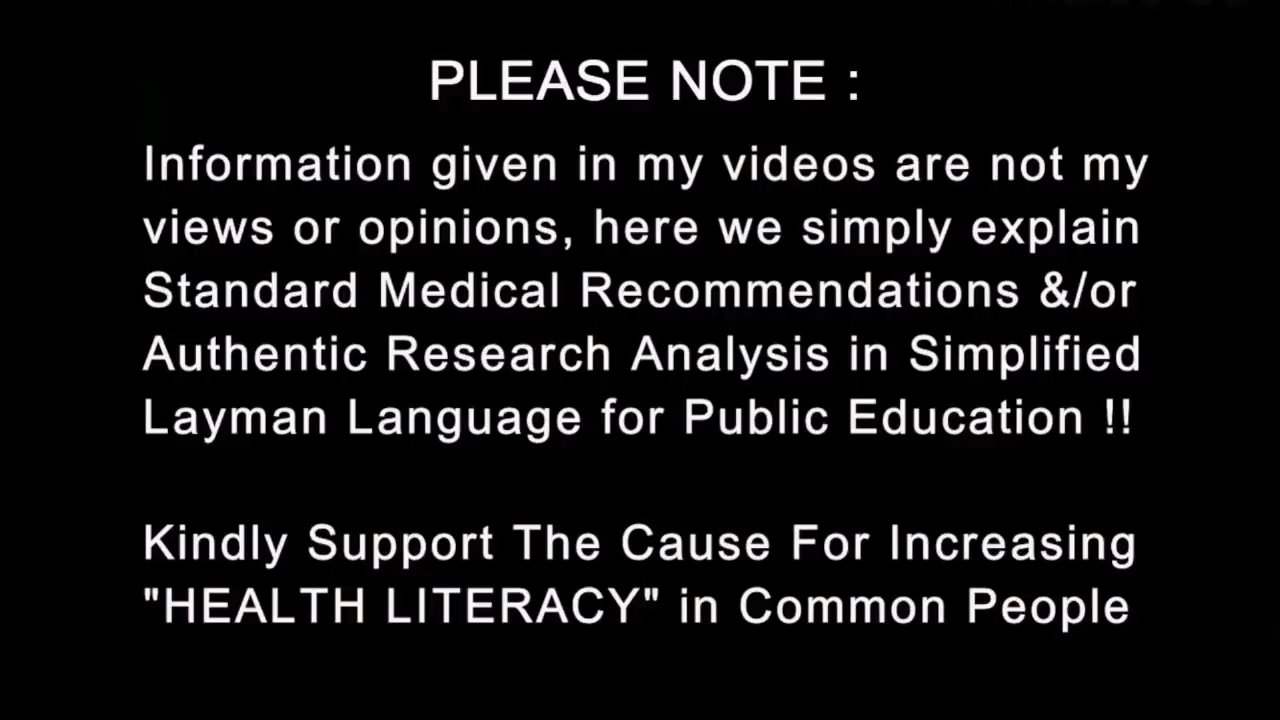 PLEASE NOTE :
Information given in my videos are not my
views or opinions, here we simply explain
Standard Medical Recommendations &/or
Authentic Research Analysis in Simplified
Layman Language for Public Education !!
Kindly Support The Cause For Increasing
"HEALTH LITERACY" in Common People